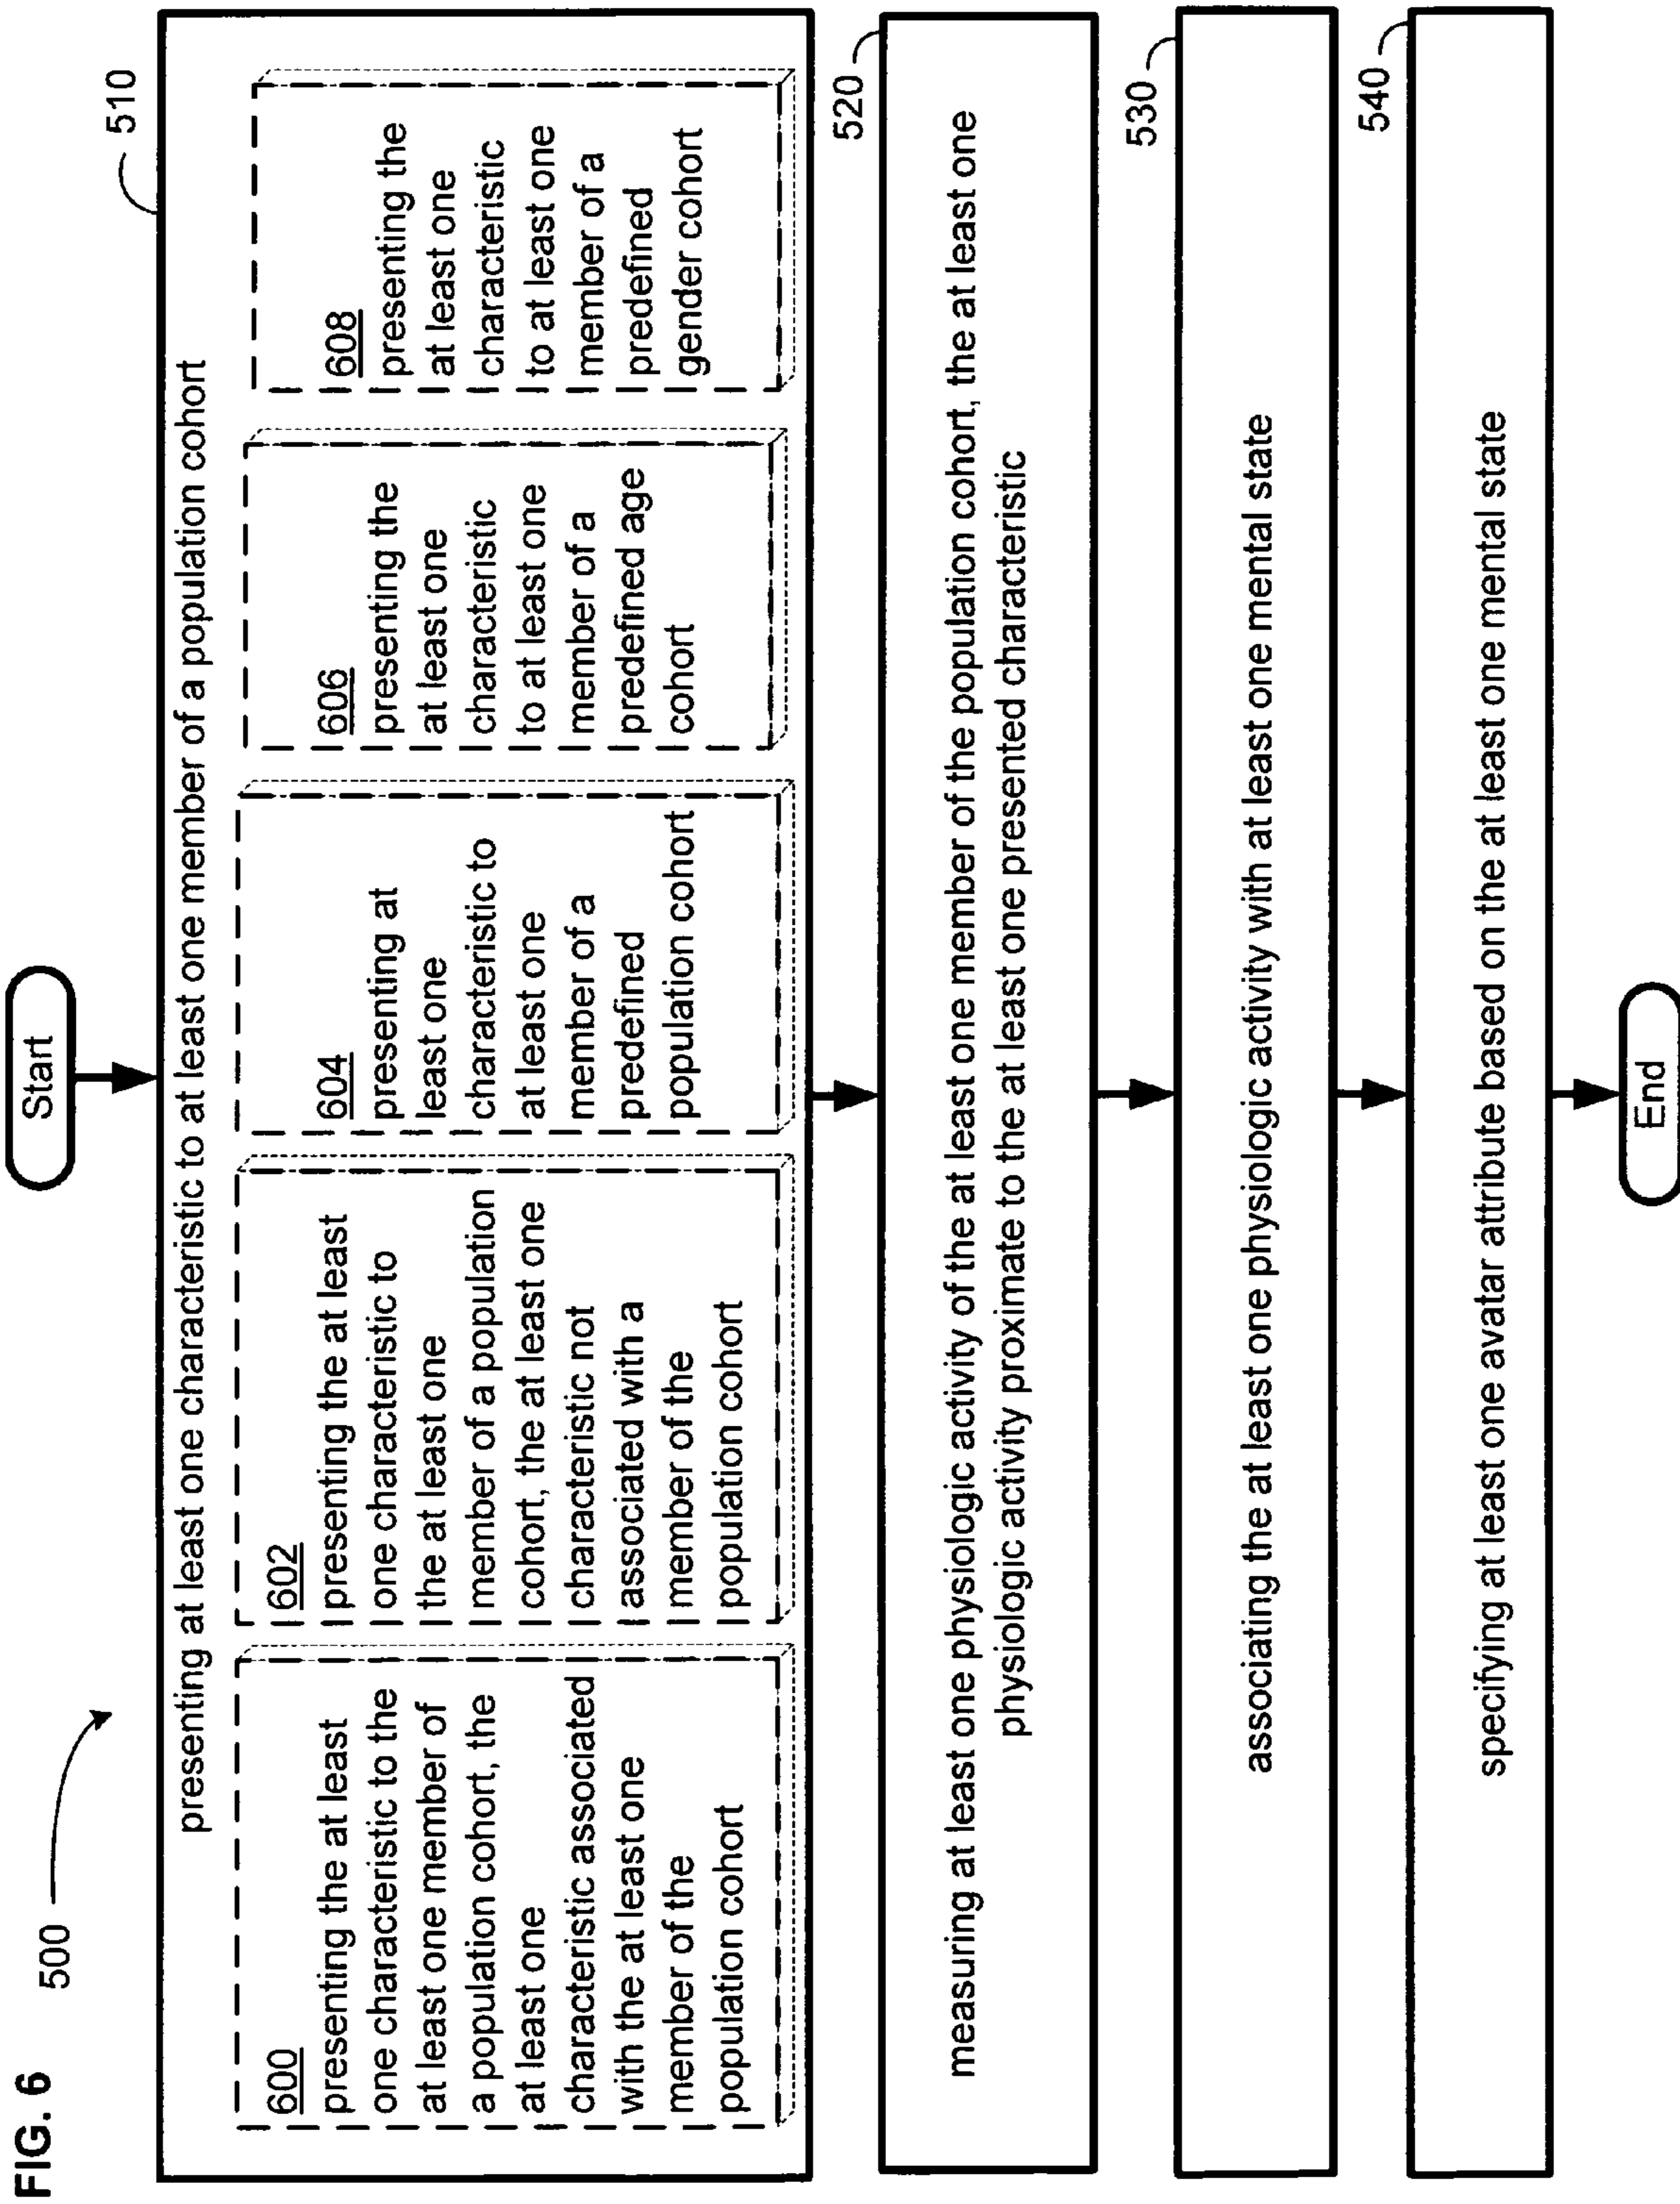 FIG. 6
500
Start
510
presenting at least one characteristic to at least one member of a population cohort
600
presenting the at least
one characteristic to the
at least one member of
a population cohort, the
at least one
characteristic associated
with the at least one
member of the
population cohort
602
presenting the at least
one characteristic to
the at least one
member of a population
cohort, the at least one
characteristic not
associated with a
member of the
population cohort
604
presenting at
least one
characteristic to
at least one
member of a
predefined
population cohort
606
presenting the
at least one
characteristic
to at least one
member of a
predefined age
cohort
608
presenting the
at least one
characteristic
to at least one
member of a
predefined
gender cohort
520
measuring at least one physiologic activity of the at least one member of the population cohort, the at least one
physiologic activity proximate to the at least one presented characteristic
530
associating the at least one physiologic activity with at least one mental state
540
specifying at least one avatar attribute based on the at least one mental state
End